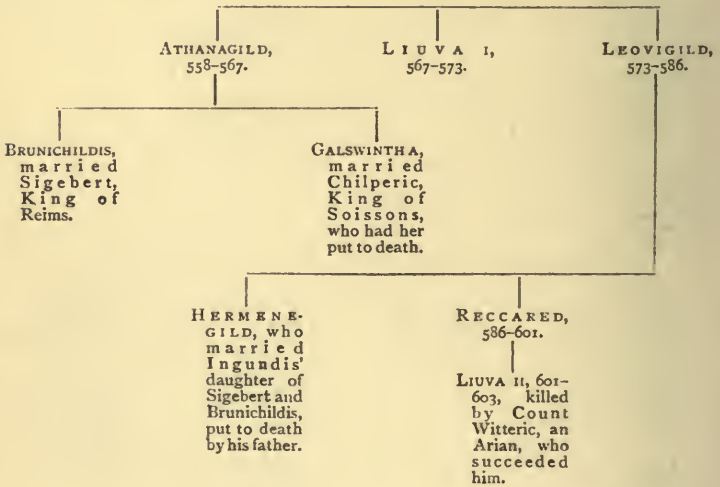 ATHANAGILD,
558–567.
LIUVA I,
567–573.
LEOVIGILD,
573–586.
BRUNICHILDIS,
married
Sigebert,
King of
Reims.
GALSWINTHA,
married
Chilperic,
King of
Soissons,
who had her
put to death.
HERMENE-
GILD, who
married
Ingundis'
daughter of
Sigebert and
Brunichildis,
put to death
by his father.
RECCARED,
586–601.
LIUVA II, 601–
603, killed
by Count
Witteric, an
Arian, who
succeeded
him.